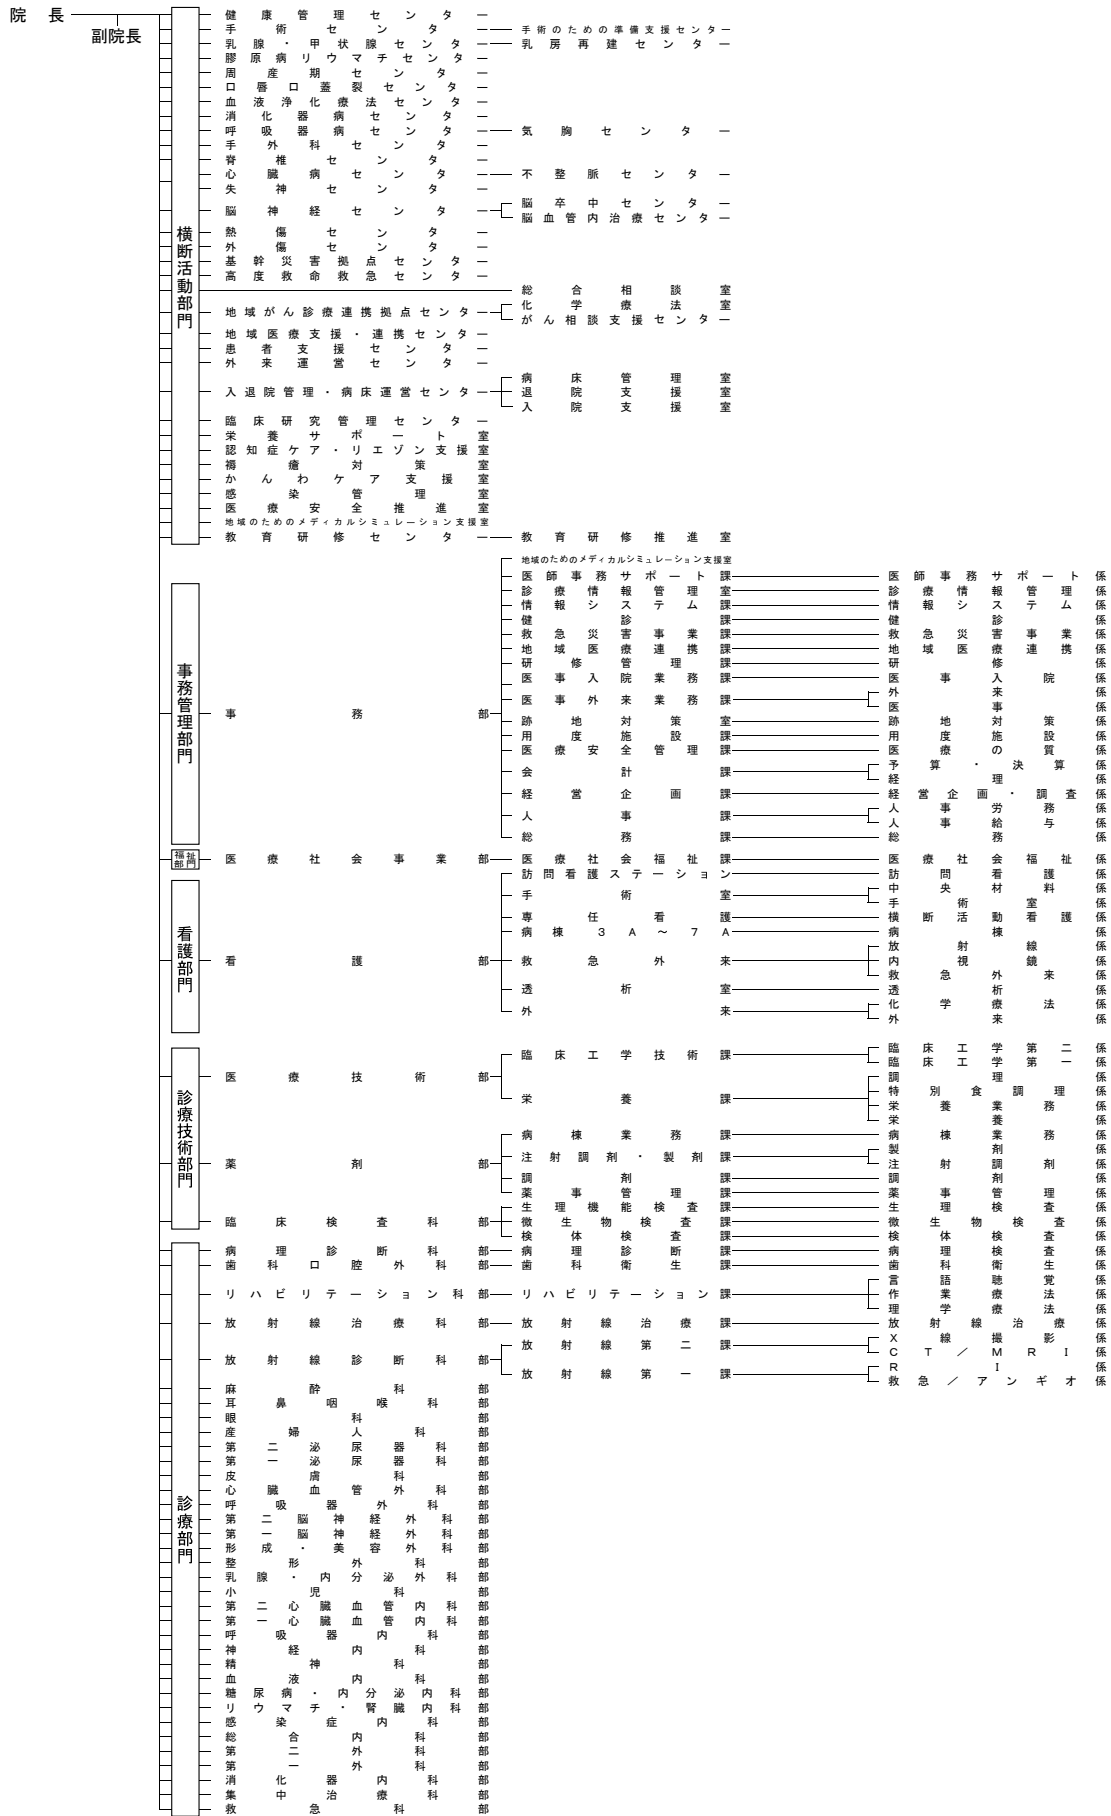 院長
副院長
横断活動部門
健康管理センター
手術センター 手術のための準備支援センター
乳腺・甲状腺センター 乳房再建センター
膠原病リウマチセンター
周産期センター
口唇口蓋裂センター
血液浄化療法センター
消化器病センター
呼吸器病センター 気胸センター
手外科センター
脊椎センター
心臓病センター 不整脈センター
失神センター
脳神経センター 脳卒中センター
脳血管内治療センター
熱傷センター
外傷センター
基幹災害拠点センター
高度救命救急センター
総合相談室
地域がん診療連携拠点センター 化学療法室
がん相談支援センター
地域医療支援・連携センター
患者支援センター
外来運営センター
入退院管理・病床運営センター 病床管理室
退院支援室
入院支援室
臨床研究管理センター
栄養サポート室
認知症ケア・リエゾン支援室
褥瘡対策室
かんわケア支援室
感染管理室
医療安全推進室
地域のためのメディカルシミュレーション支援室
教育研修センター 教育研修推進室
事務管理部門
事務部
地域のためのメディカルシミュレーション支援室
医師事務サポート課 医師事務サポート係
診療情報管理室 診療情報管理係
情報システム課 情報システム係
健診課 健診係
救急災害事業課 救急災害事業係
地域医療連携課 地域医療連携係
研修管理課 研修係
医事入院業務課 医事入院係
医事外来業務課 外来係
医事係
跡地対策室 跡地対策係
用度施設課 用度施設係
医療安全管理課 医療の質係
会計課 予算・決算係
経理係
経営企画課 経営企画・調査係
人事課 人事労務係
人事給与係
総務課 総務係
福祉部門
医療社会事業部 医療社会福祉課 医療社会福祉係
看護部門
看護部
訪問看護ステーション 訪問看護係
手術室 中央材料係
手術室係
専任看護 横断活動看護係
病棟3A～7A 病棟係
救急外来 放射線係
内視鏡係
救急外来係
透析室 透析係
外来 化学療法係
外来係
診療技術部門
医療技術部 臨床工学技術課 臨床工学第二係
臨床工学第一係
栄養課 調理係
特別食調理係
栄養業務係
栄養係
薬剤部 病棟業務課 病棟業務係
注射調剤・製剤課 製剤係
注射調剤係
調剤課 調剤係
薬事管理課 薬事管理係
臨床検査科部 生理機能検査課 生理検査係
微生物検査課 微生物検査係
検体検査課 検体検査係
診療部門
病理診断科部 病理診断課 病理検査係
歯科口腔外科部 歯科衛生課 歯科衛生係
リハビリテーション科部 リハビリテーション課 言語聴覚係
作業療法係
理学療法係
放射線治療科部 放射線治療課 放射線治療係
放射線診断科部 放射線第二課 X線撮影係
CT／MRI係
放射線第一課 RI係
救急／アンギオ係
麻酔科部
耳鼻咽喉科部
眼科部
産婦人科部
第二泌尿器科部
第一泌尿器科部
皮膚科部
心臓血管外科部
呼吸器外科部
第二脳神経外科部
第一脳神経外科部
形成・美容外科部
整形外科部
乳腺・内分泌外科部
小児科部
第二心臓血管内科部
第一心臓血管内科部
呼吸器内科部
神経内科部
精神科部
血液内科部
糖尿病・内分泌内科部
リウマチ・腎臓内科部
感染症内科部
総合内科部
第二外科部
第一外科部
消化器内科部
集中治療科部
救急科部